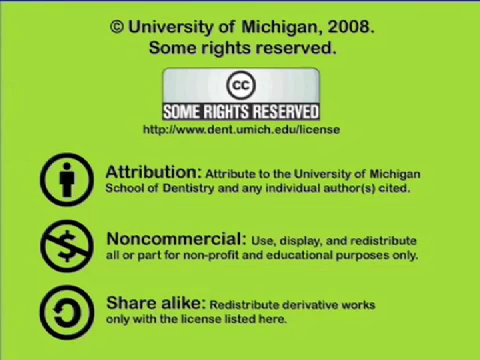 © University of Michigan, 2008.
Some rights reserved.
cc
SOME RIGHTS RESERVED
http://www.dent.umich.edu/license
Attribution: Attribute to the University of Michigan
School of Dentistry and any individual author(s) cited.
$
Noncommercial: Use, display, and redistribute
all or part for non-profit and educational purposes only.
Share alike: Redistribute derivative works
only with the license listed here.